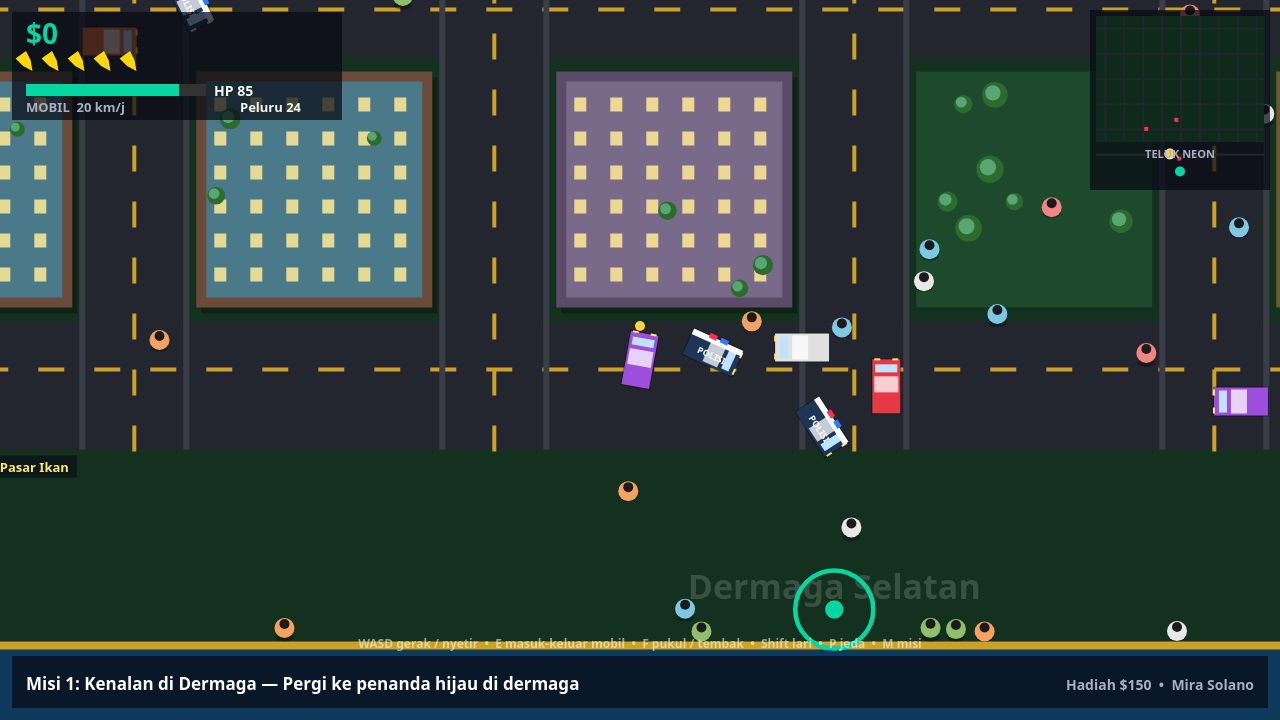 $0
HP 85
MOBIL 20 km/j
Peluru 24
TELUK NEON
POLISI
POLISI
Pasar Ikan
Dermaga Selatan
WASD gerak / nyetir • E masuk-keluar mobil • F pukul / tembak • Shift lari • P jeda • M misi
Misi 1: Kenalan di Dermaga — Pergi ke penanda hijau di dermaga
Hadiah $150 • Mira Solano